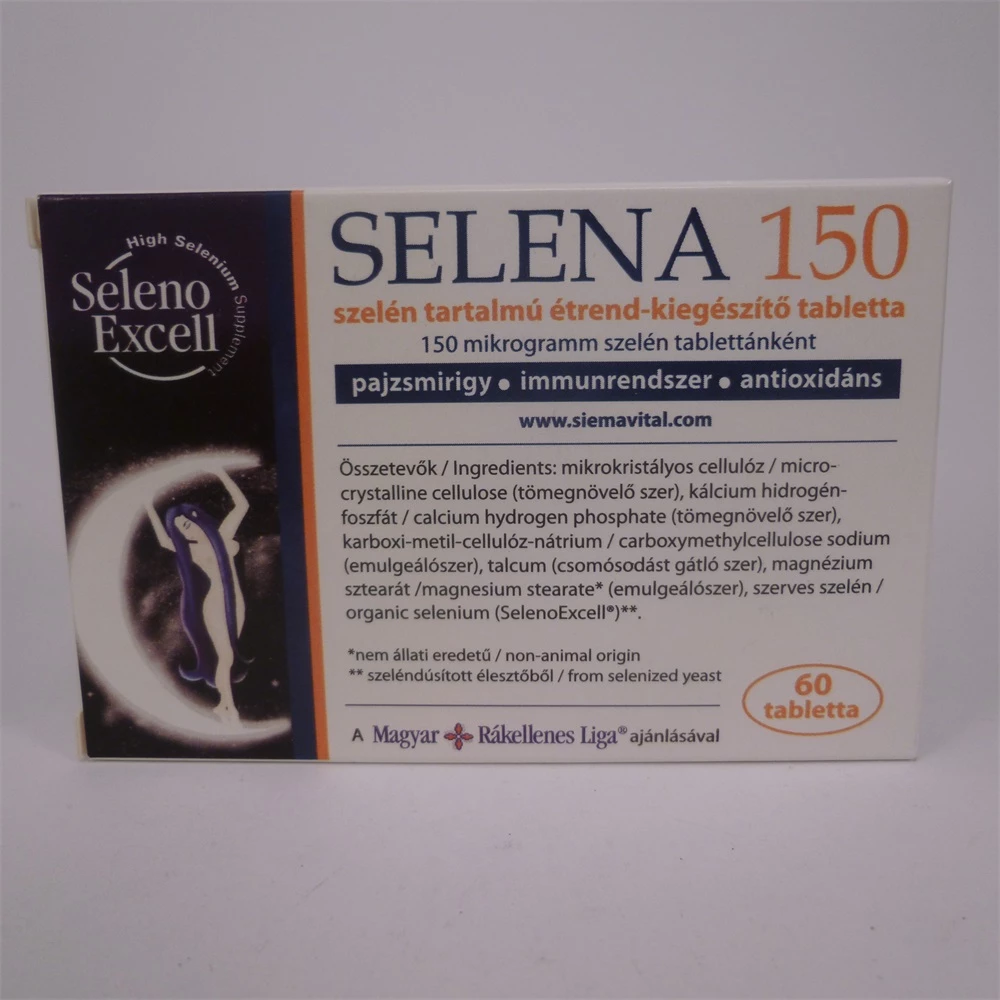 High Selenium Supplement
Seleno
Excell
SELENA 150
szelén tartalmú étrend-kiegészítő tabletta
150 mikrogramm szelén tablettánként
pajzsmirigy • immunrendszer • antioxidáns
www.siemavital.com
Összetevők / Ingredients: mikrokristályos cellulóz / micro-
crystalline cellulose (tömegnövelő szer), kálcium hidrogén-
foszfát / calcium hydrogen phosphate (tömegnövelő szer),
karboxi-metil-cellulóz-nátrium / carboxymethylcellulose sodium
(emulgeálószer), talcum (csomósodást gátló szer), magnézium
sztearát /magnesium stearate* (emulgeálószer), szerves szelén /
organic selenium (SelenoExcell®)**.
*nem állati eredetű / non-animal origin
** szeléndúsított élesztőből / from selenized yeast
60
tabletta
A Magyar Rákellenes Liga® ajánlásával